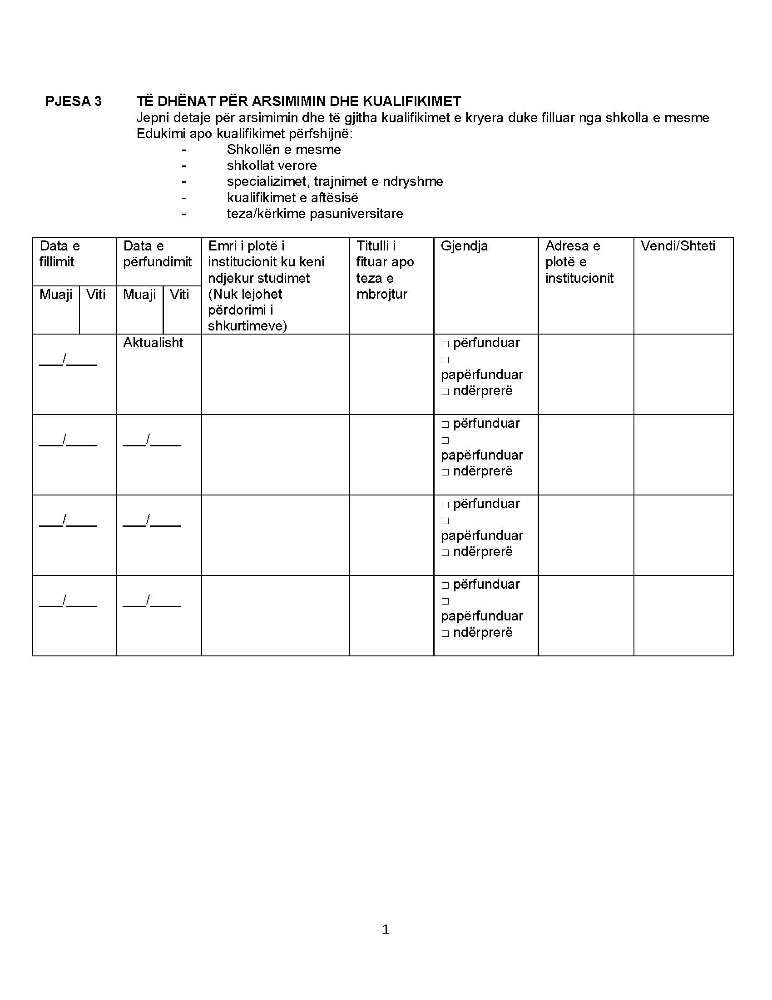 PJESA 3 TË DHËNAT PËR ARSIMIMIN DHE KUALIFIKIMET
Jepni detaje për arsimimin dhe të gjitha kualifikimet e kryera duke filluar nga shkolla e mesme
Edukimi apo kualifikimet përfshijnë:
- Shkollën e mesme
- shkollat verore
- specializimet, trajnimet e ndryshme
- kualifikimet e aftësisë
- teza/kërkime pasuniversitare
Data e
fillimit
Data e
përfundimit
Emri i plotë i
institucionit ku keni
ndjekur studimet
(Nuk lejohet
përdorimi i
shkurtimeve)
Titulli i
fituar apo
teza e
mbrojtur
Gjendja
Adresa e
plotë e
institucionit
Vendi/Shteti
Muaji Viti Muaji Viti
___/____
Aktualisht
□ përfunduar
□
papërfunduar
□ ndërprerë
___/____ ___/____
□ përfunduar
□
papërfunduar
□ ndërprerë
___/____ ___/____
□ përfunduar
□
papërfunduar
□ ndërprerë
___/____ ___/____
□ përfunduar
□
papërfunduar
□ ndërprerë
1